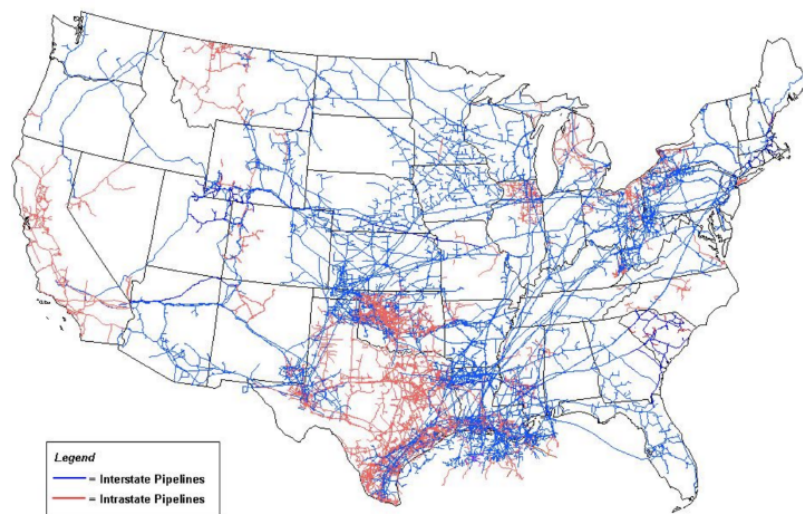 Legend
= Interstate Pipelines
= Intrastate Pipelines